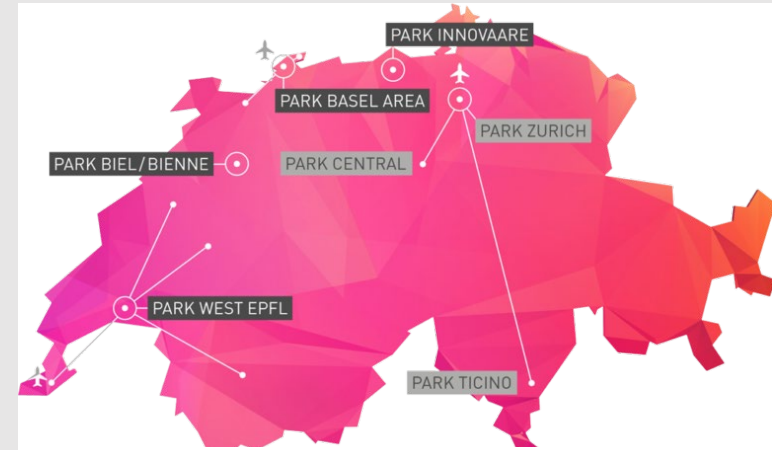 PARK INNOVAARE
PARK BASEL AREA
PARK ZURICH
PARK BIEL/BIENNE
PARK CENTRAL
PARK WEST EPFL
PARK TICINO